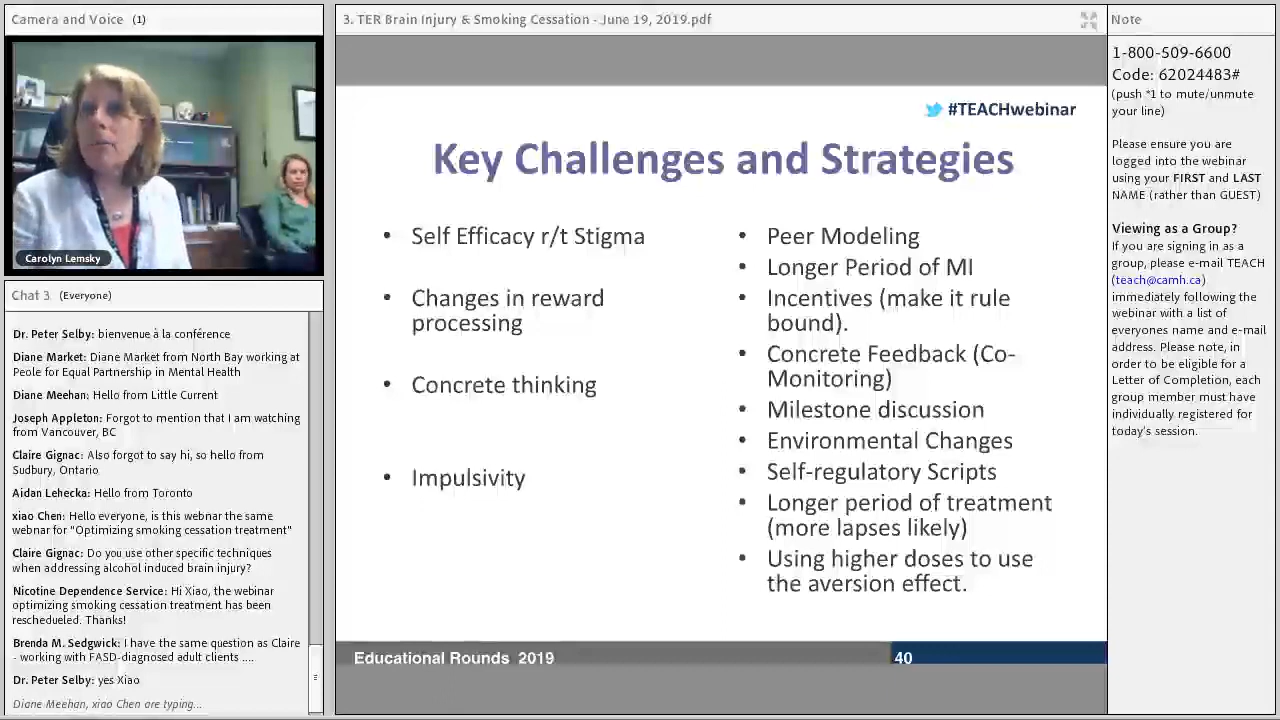 Camera and Voice (1)
Carolyn Lemsky
Chat 3 (Everyone)
Dr. Peter Selby: bienvenue à la conférence
Diane Market: Diane Market from North Bay working at
Peole for Equal Partnership in Mental Health
Diane Meehan: Hello from Little Current
Joseph Appleton: Forgot to mention that I am watching
from Vancouver, BC
Claire Gignac: Also forgot to say hi, so hello from
Sudbury, Ontario
Aidan Lehecka: Hello from Toronto
xiao Chen: Hello everyone, is this webinar the same
webnar for "Optimizing smoking cessation treatment"
Claire Gignac: Do you use other specific techniques
when addressing alcohol induced brain injury?
Nicotine Dependence Service: Hi Xiao, the webinar
optimizing smoking cessation treatment has been
reschedueled. Thanks!
Brenda M. Sedgwick: I have the same question as Claire
- working with FASD-diagnosed adult clients ....
Dr. Peter Selby: yes Xiao
Diane Meehan, xiao Chen are typing...
3. TER Brain Injury & Smoking Cessation - June 19, 2019.pdf
#TEACHwebinar
Key Challenges and Strategies
• Self Efficacy r/t Stigma
• Changes in reward
processing
• Concrete thinking
• Impulsivity
• Peer Modeling
• Longer Period of MI
• Incentives (make it rule
bound).
• Concrete Feedback (Co-
Monitoring)
• Milestone discussion
• Environmental Changes
• Self-regulatory Scripts
• Longer period of treatment
(more lapses likely)
• Using higher doses to use
the aversion effect.
Educational Rounds 2019
40
Note
1-800-509-6600
Code: 62024483#
(push *1 to mute/unmute
your line)
Please ensure you are
logged into the webinar
using your FIRST and LAST
NAME (rather than GUEST)
Viewing as a Group?
If you are signing in as a
group, please e-mail TEACH
(teach@camh.ca)
immediately following the
webinar with a list of
everyones name and e-mail
address. Please note, in
order to be eligible for a
Letter of Completion, each
group member must have
individually registered for
today's session.